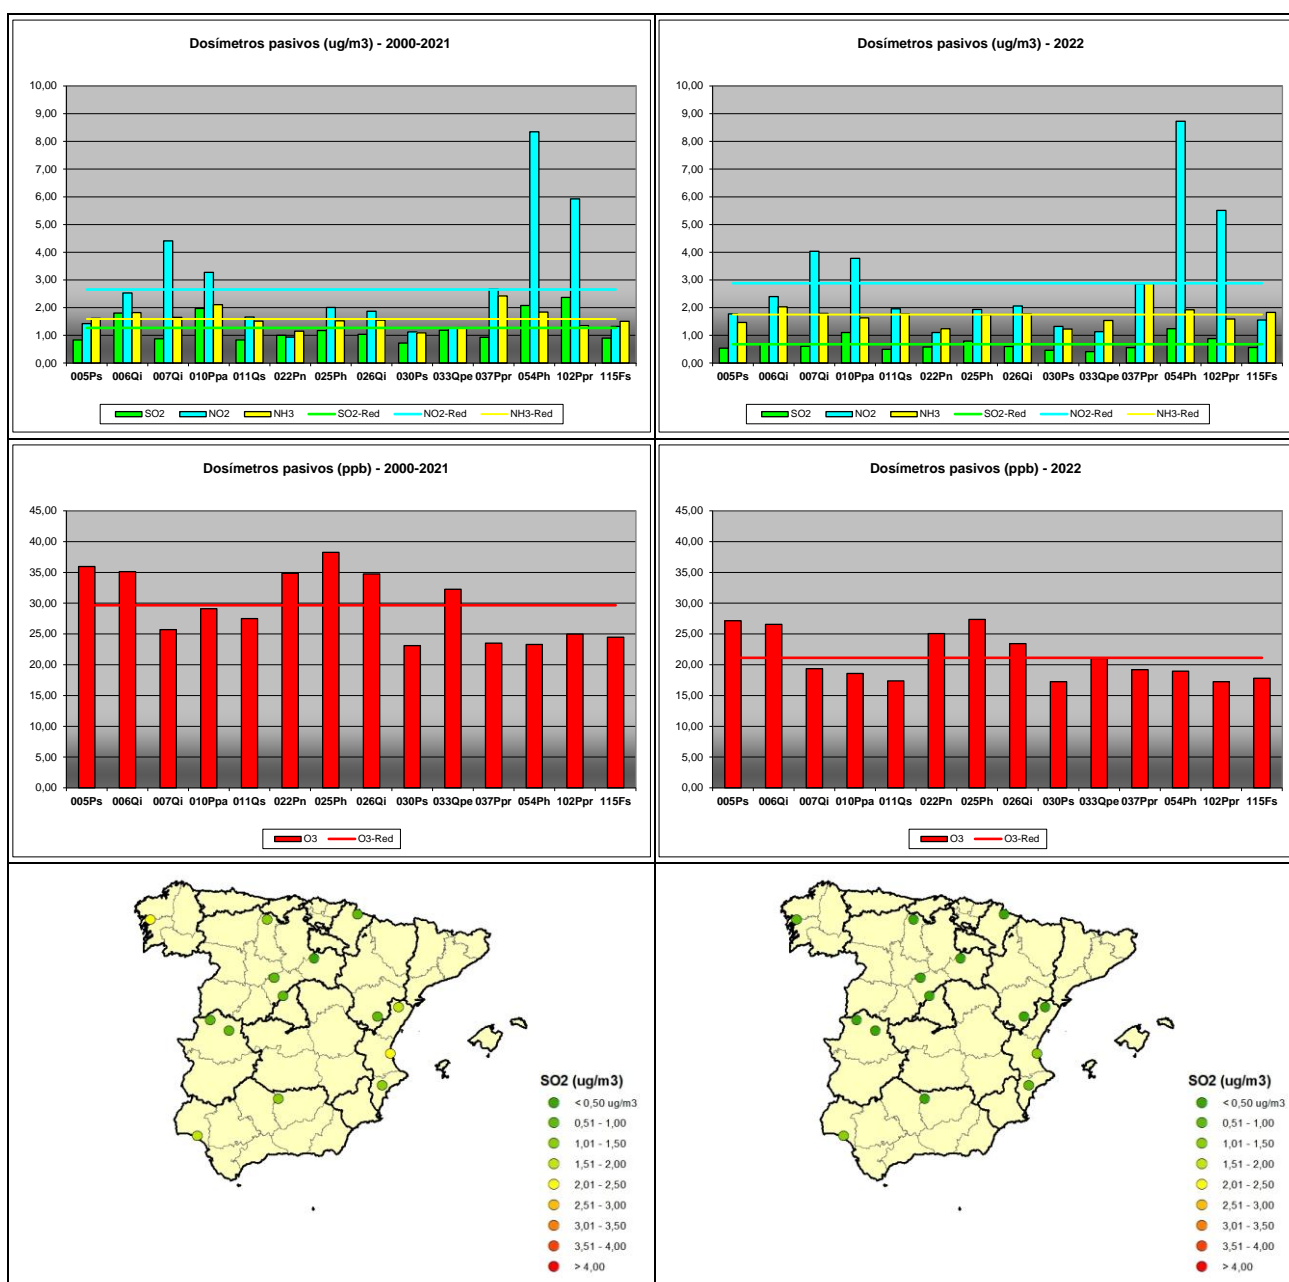 Dosímetros pasivos (ug/m3) - 2000-2021
10,00
9,00
8,00
7,00
6,00
5,00
4,00
3,00
2,00
1,00
0,00
005Ps 006Qi 007Qi 010Ppa 011Qs 022Pn 025Ph 026Qi 030Ps 033Qpe 037Ppr 054Ph 102Ppr 115Fs
SO2 NO2 NH3 SO2-Red NO2-Red NH3-Red
Dosímetros pasivos (ug/m3) - 2022
10,00
9,00
8,00
7,00
6,00
5,00
4,00
3,00
2,00
1,00
0,00
005Ps 006Qi 007Qi 010Ppa 011Qs 022Pn 025Ph 026Qi 030Ps 033Qpe 037Ppr 054Ph 102Ppr 115Fs
SO2 NO2 NH3 SO2-Red NO2-Red NH3-Red
Dosímetros pasivos (ppb) - 2000-2021
45,00
40,00
35,00
30,00
25,00
20,00
15,00
10,00
5,00
0,00
005Ps 006Qi 007Qi 010Ppa 011Qs 022Pn 025Ph 026Qi 030Ps 033Qpe 037Ppr 054Ph 102Ppr 115Fs
O3 O3-Red
Dosímetros pasivos (ppb) - 2022
45,00
40,00
35,00
30,00
25,00
20,00
15,00
10,00
5,00
0,00
005Ps 006Qi 007Qi 010Ppa 011Qs 022Pn 025Ph 026Qi 030Ps 033Qpe 037Ppr 054Ph 102Ppr 115Fs
O3 O3-Red
SO2 (ug/m3)
< 0,50 ug/m3
0,51 - 1,00
1,01 - 1,50
1,51 - 2,00
2,01 - 2,50
2,51 - 3,00
3,01 - 3,50
3,51 - 4,00
> 4,00
SO2 (ug/m3)
< 0,50 ug/m3
0,51 - 1,00
1,01 - 1,50
1,51 - 2,00
2,01 - 2,50
2,51 - 3,00
3,01 - 3,50
3,51 - 4,00
> 4,00